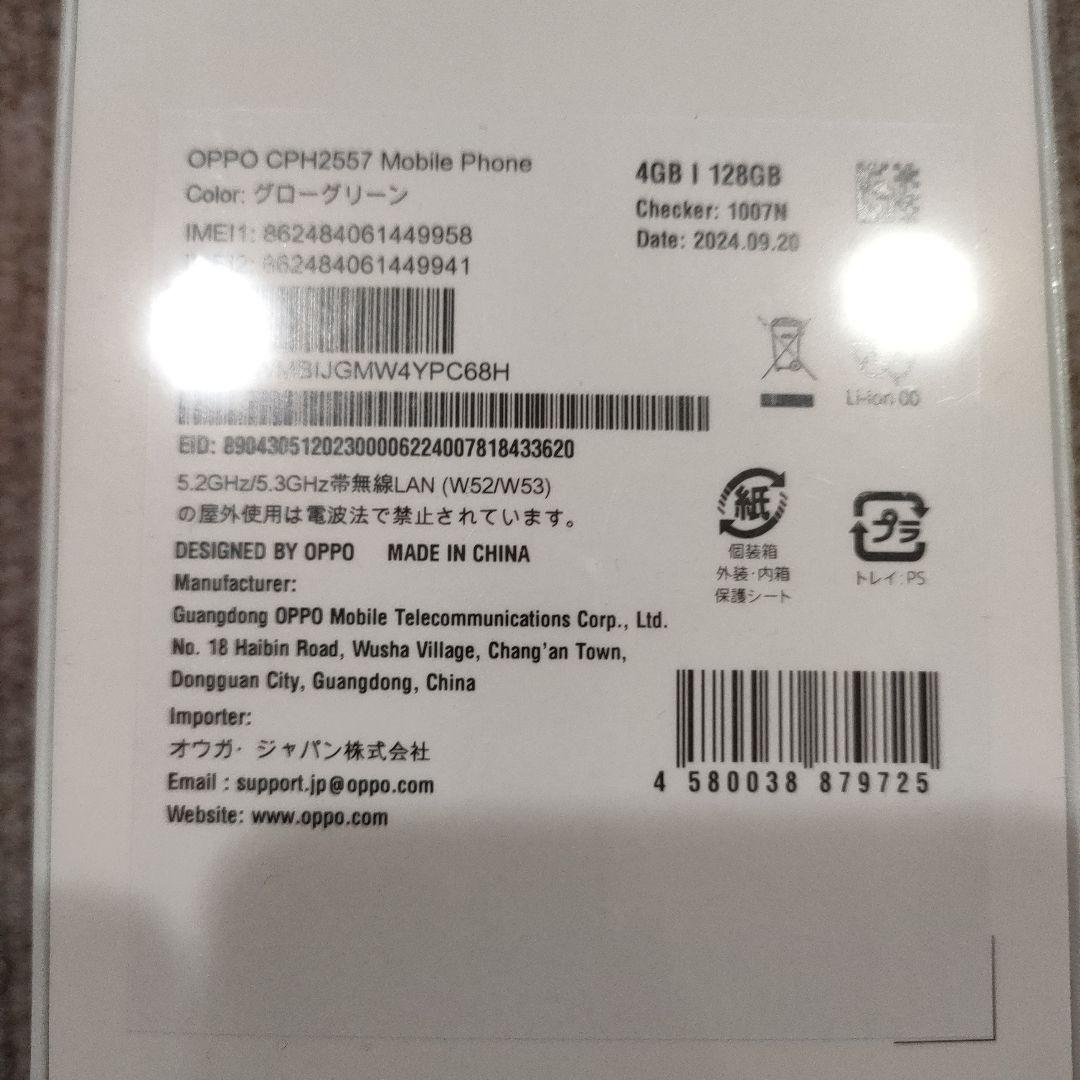 OPPO CPH2557 Mobile Phone
Color: グローグリーン
IMEI1: 862484061449958
862484061449941
EID: 89043051202300006224007818433620
5.2GHz/5.3GHz帯無線LAN (W52/W53)
の屋外使用は電波法で禁止されています。
DESIGNED BY OPPO MADE IN CHINA
Manufacturer:
Guangdong OPPO Mobile Telecommunications Corp., Ltd.
No. 18 Haibin Road, Wusha Village, Chang'an Town,
Dongguan City, Guangdong, China
Importer:
オウガ・ジャパン株式会社
Email : support.jp@oppo.com
Website: www.oppo.com
4GB | 128GB
Checker: 1007N
Date: 2024.09.20
Li-ion 00
紙
個装箱
外装・内箱
保護シート
プラ
トレイ:PS
4 580038 879725